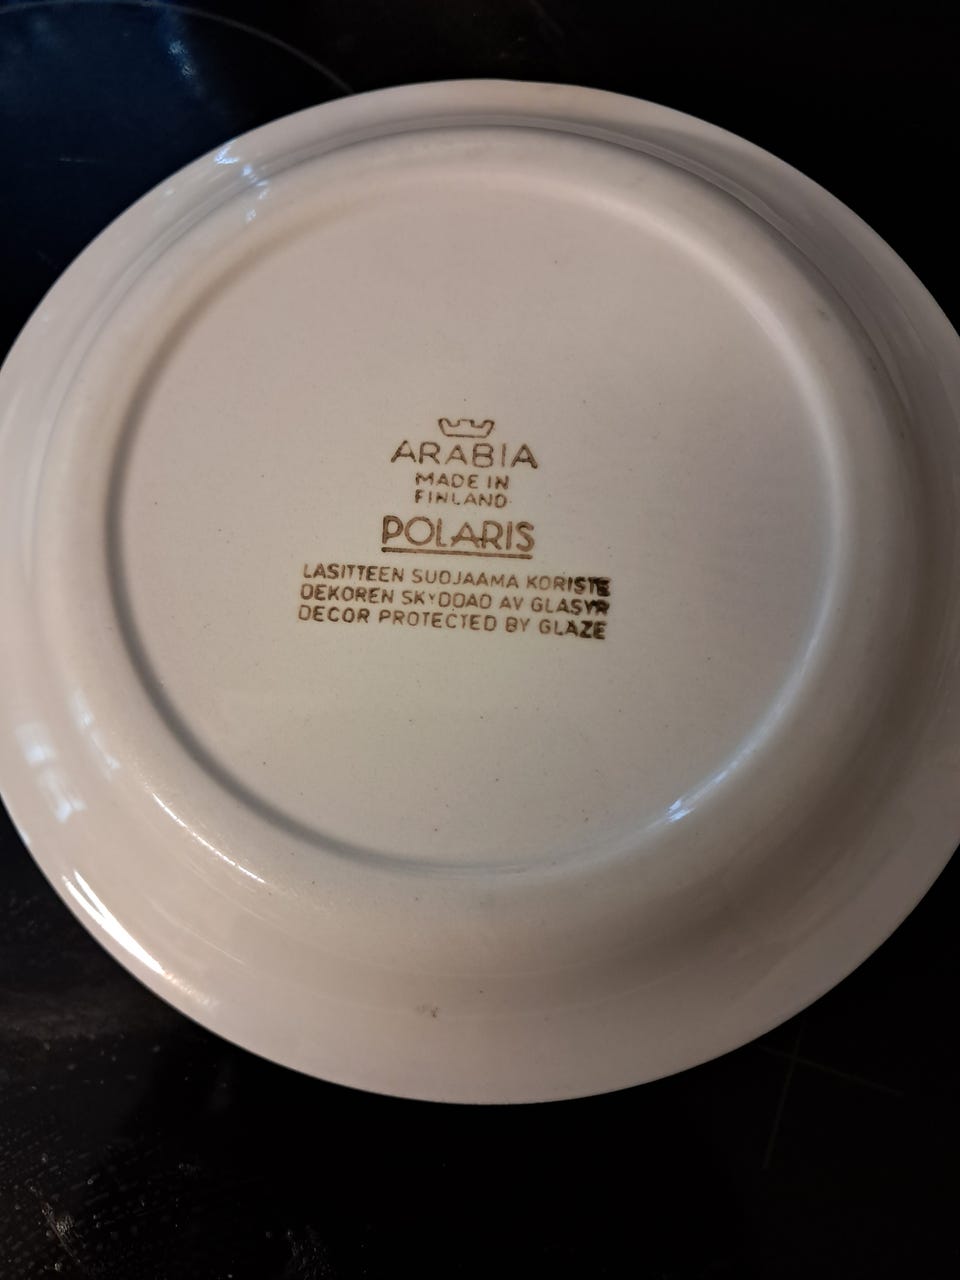 ARABIA
MADE IN
FINLAND
POLARIS
LASITTEEN SUOJAAMA KORISTE
DEKOREN SKYDDAD AV GLASYR
DECOR PROTECTED BY GLAZE